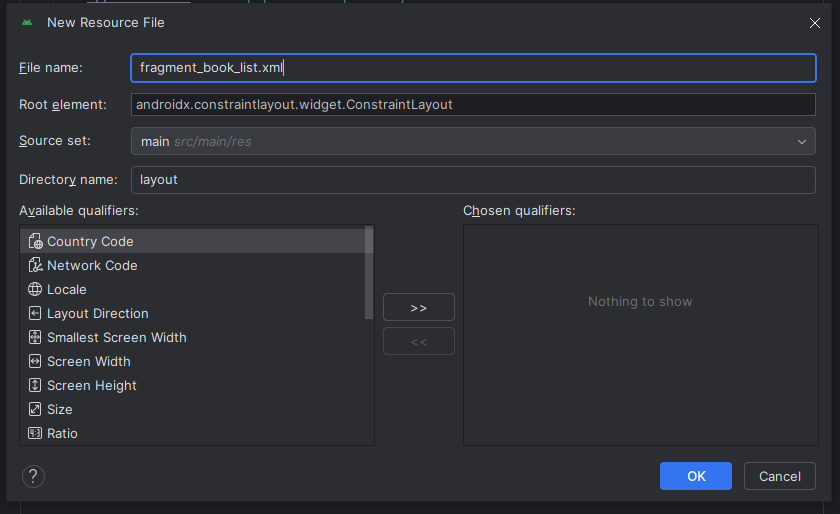 New Resource File
File name: fragment_book_list.xml
Root element: androidx.constraintlayout.widget.ConstraintLayout
Source set: main src/main/res
Directory name: layout
Available qualifiers:
Chosen qualifiers:
Country Code
Network Code
Locale
Layout Direction
Smallest Screen Width
Screen Width
Screen Height
Size
Ratio
>>
<<
Nothing to show
?
OK
Cancel